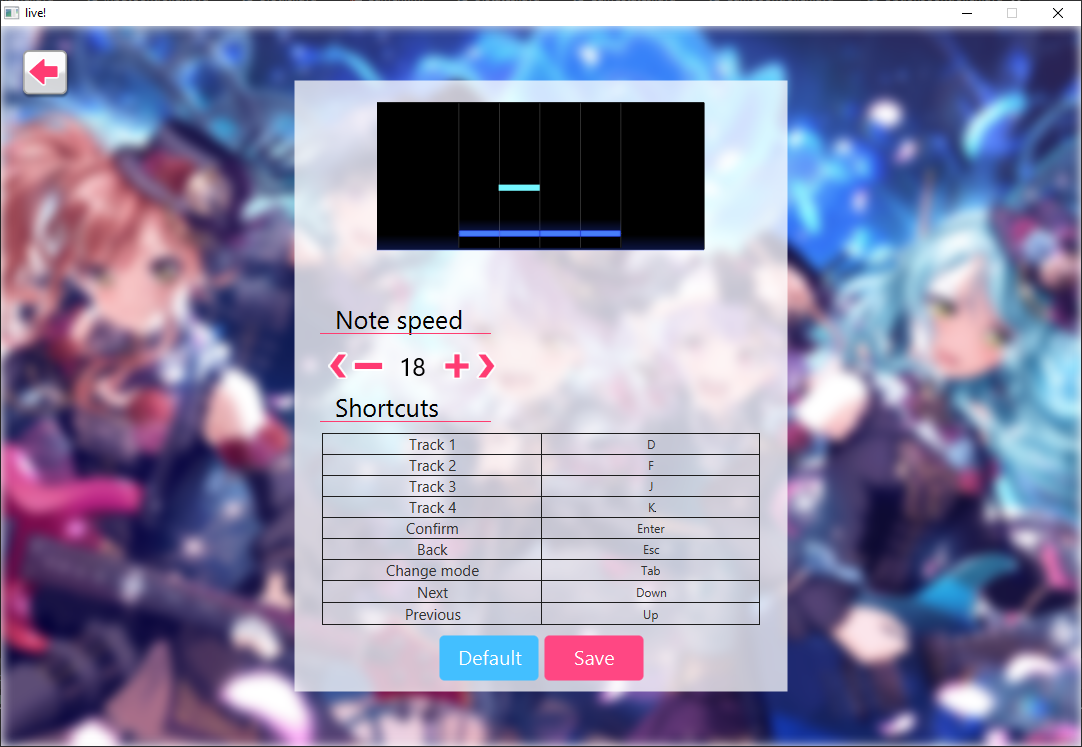 live!
Note speed
18
Shortcuts
Track 1 D
Track 2 F
Track 3 J
Track 4 K
Confirm Enter
Back Esc
Change mode Tab
Next Down
Previous Up
Default Save